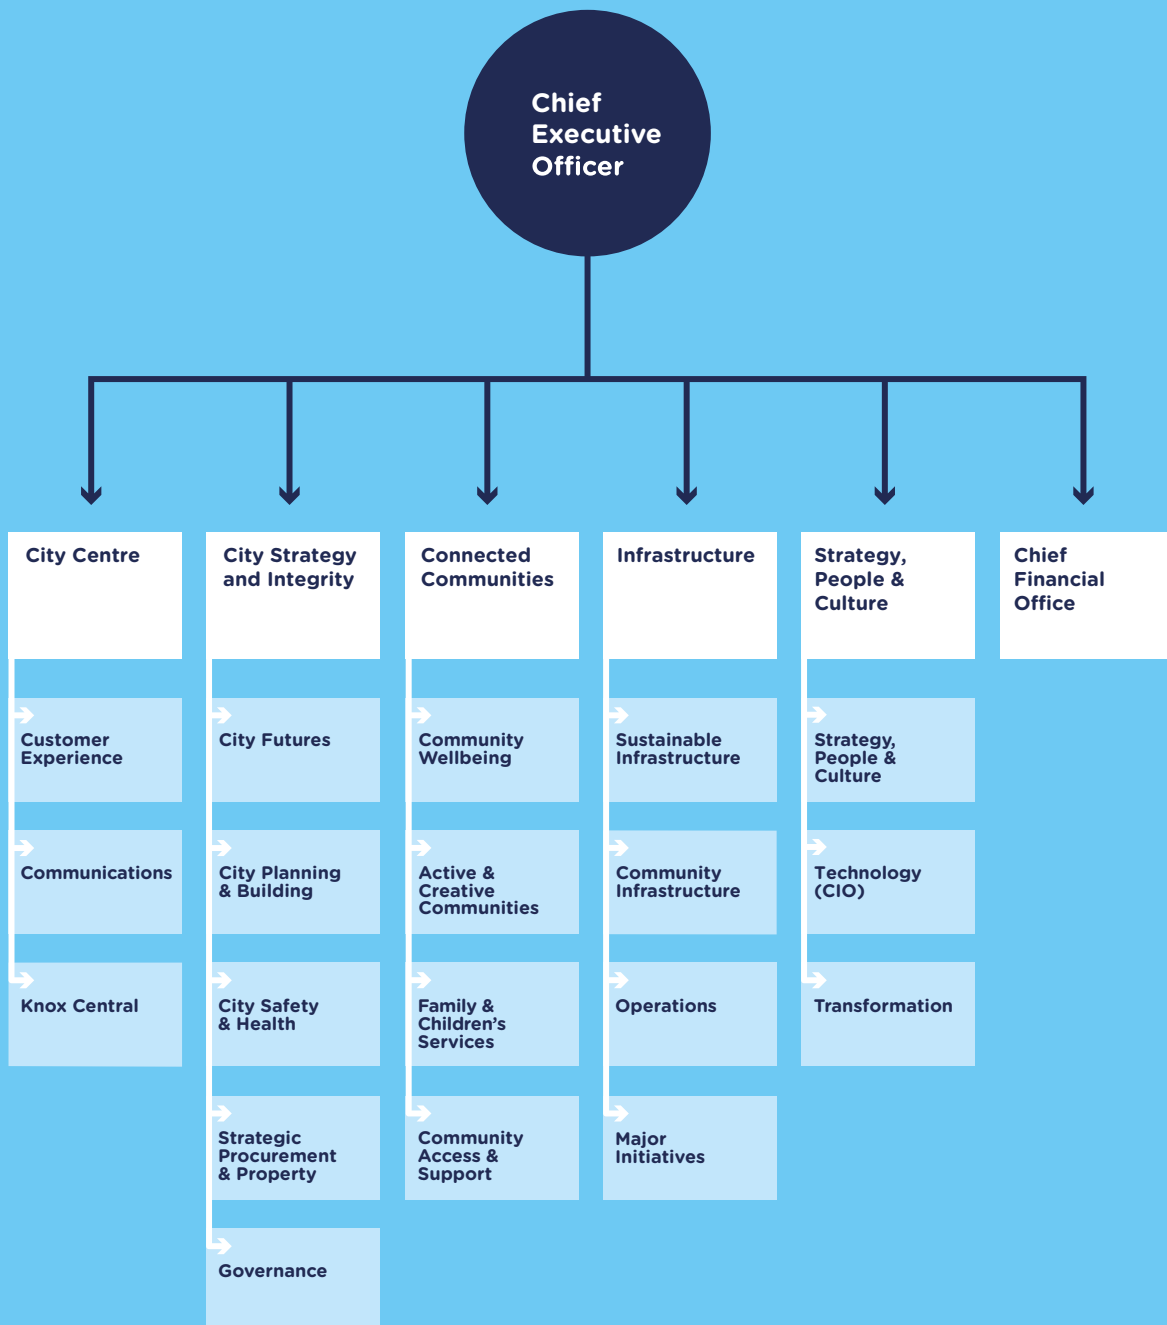 Chief
Executive
Officer
City Centre
City Strategy
and Integrity
Connected
Communities
Infrastructure
Strategy,
People &
Culture
Chief
Financial
Office
Customer
Experience
Communications
Knox Central
City Futures
City Planning
& Building
City Safety
& Health
Strategic
Procurement
& Property
Governance
Community
Wellbeing
Active &
Creative
Communities
Family &
Children’s
Services
Community
Access &
Support
Sustainable
Infrastructure
Community
Infrastructure
Operations
Major
Initiatives
Strategy,
People &
Culture
Technology
(CIO)
Transformation